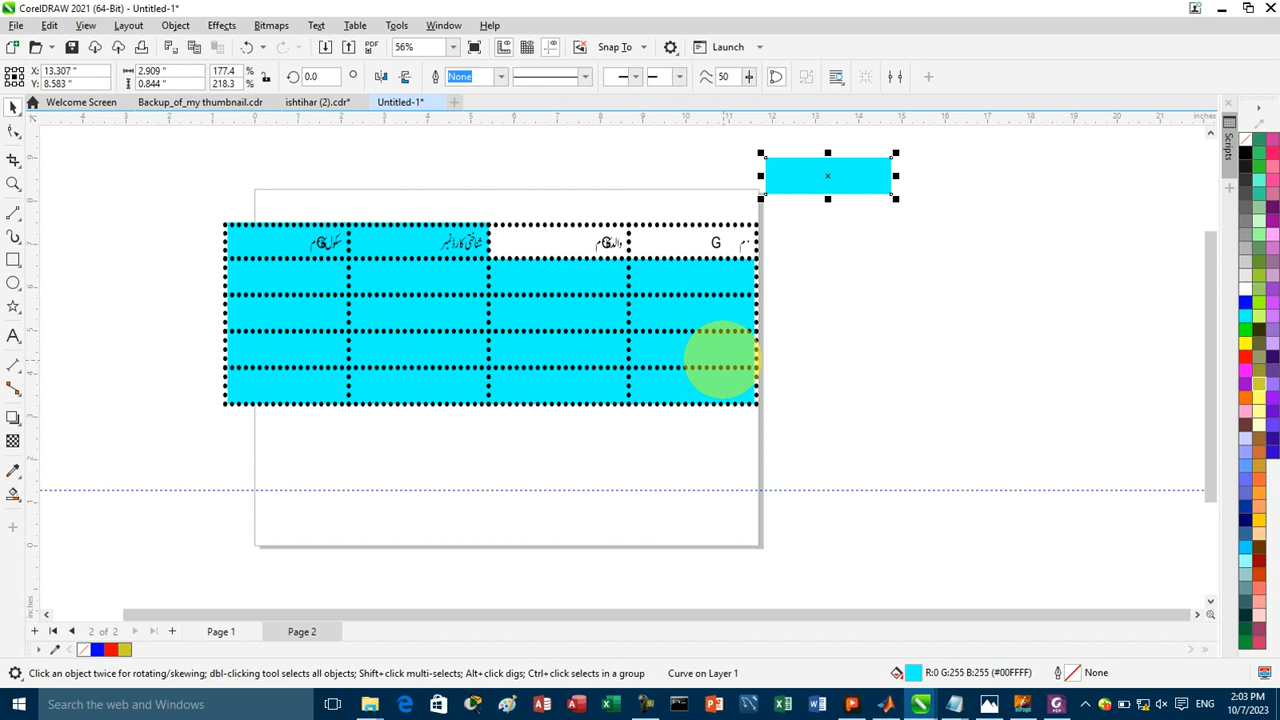 CorelDRAW 2021 (64-Bit) - Untitled-1*
File Edit View Layout Object Effects Bitmaps Text Table Tools Window Help
56% Snap To Launch
X: 13.307 " 2.909 " 177.4 % 0.0 ° None 50
Y: 8.583 " 0.844 " 218.3 %
Welcome Screen Backup_of_my thumbnail.cdr ishtihar (2).cdr* Untitled-1*
inches
Scripts
شناختی کارڈ نمبر
2 of 2 Page 1 Page 2
Click an object twice for rotating/skewing; dbl-clicking tool selects all objects; Shift+click multi-selects; Alt+click digs; Ctrl+click selects in a group Curve on Layer 1 R:0 G:255 B:255 (#00FFFF) None
Search the web and Windows
2:03 PM
10/7/2023